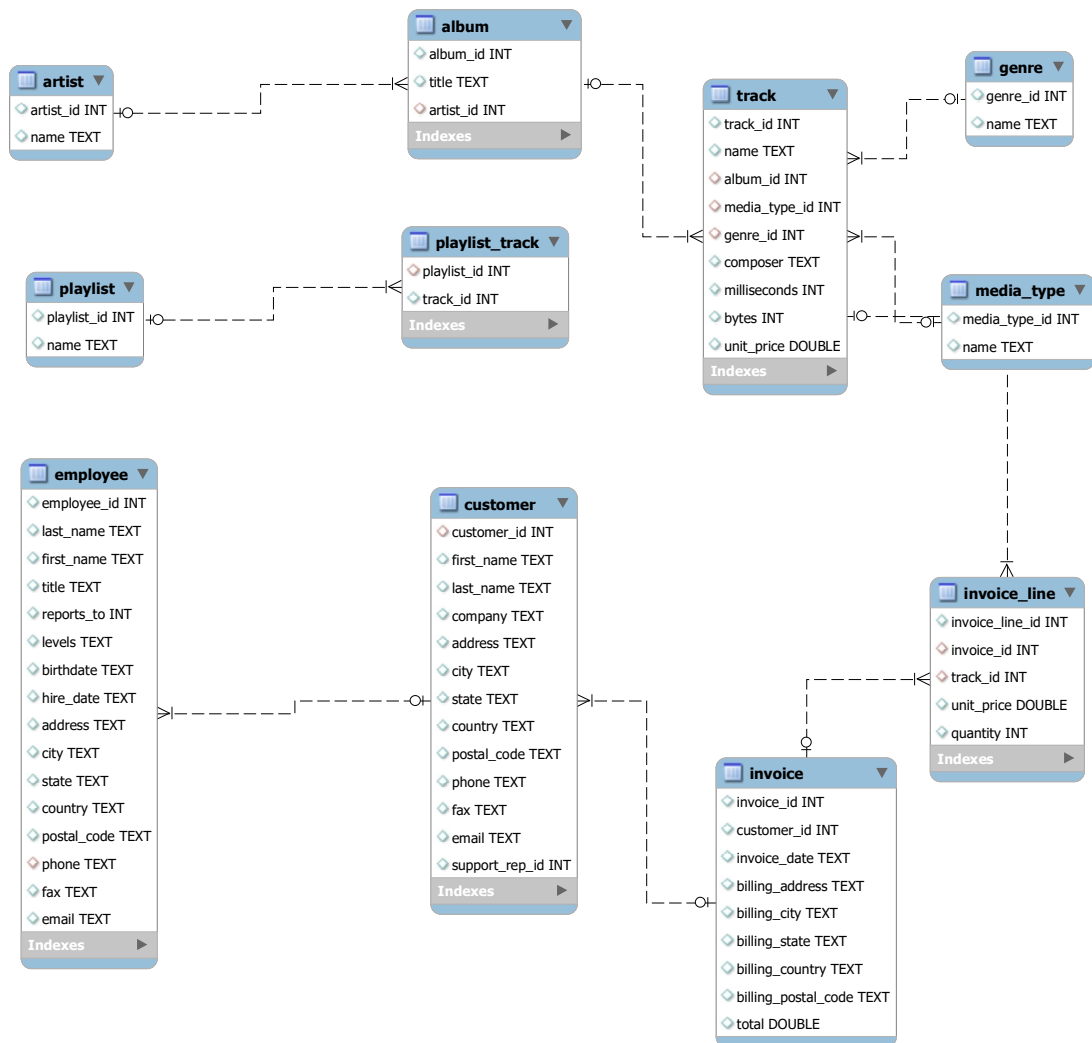 artist
artist_id INT
name TEXT
album
album_id INT
title TEXT
artist_id INT
Indexes
track
track_id INT
name TEXT
album_id INT
media_type_id INT
genre_id INT
composer TEXT
milliseconds INT
bytes INT
unit_price DOUBLE
Indexes
genre
genre_id INT
name TEXT
playlist
playlist_id INT
name TEXT
playlist_track
playlist_id INT
track_id INT
Indexes
media_type
media_type_id INT
name TEXT
employee
employee_id INT
last_name TEXT
first_name TEXT
title TEXT
reports_to INT
levels TEXT
birthdate TEXT
hire_date TEXT
address TEXT
city TEXT
state TEXT
country TEXT
postal_code TEXT
phone TEXT
fax TEXT
email TEXT
Indexes
customer
customer_id INT
first_name TEXT
last_name TEXT
company TEXT
address TEXT
city TEXT
state TEXT
country TEXT
postal_code TEXT
phone TEXT
fax TEXT
email TEXT
support_rep_id INT
Indexes
invoice_line
invoice_line_id INT
invoice_id INT
track_id INT
unit_price DOUBLE
quantity INT
Indexes
invoice
invoice_id INT
customer_id INT
invoice_date TEXT
billing_address TEXT
billing_city TEXT
billing_state TEXT
billing_country TEXT
billing_postal_code TEXT
total DOUBLE